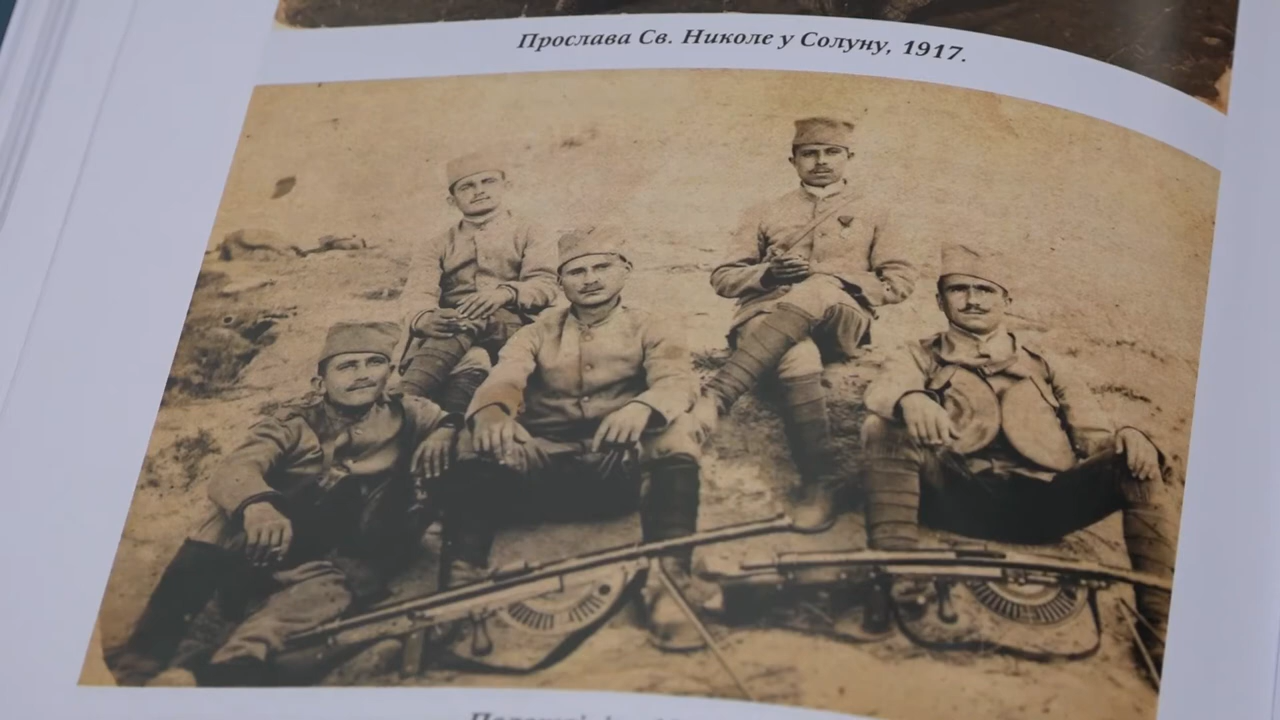 Прослава Св. Николе у Солуну, 1917.